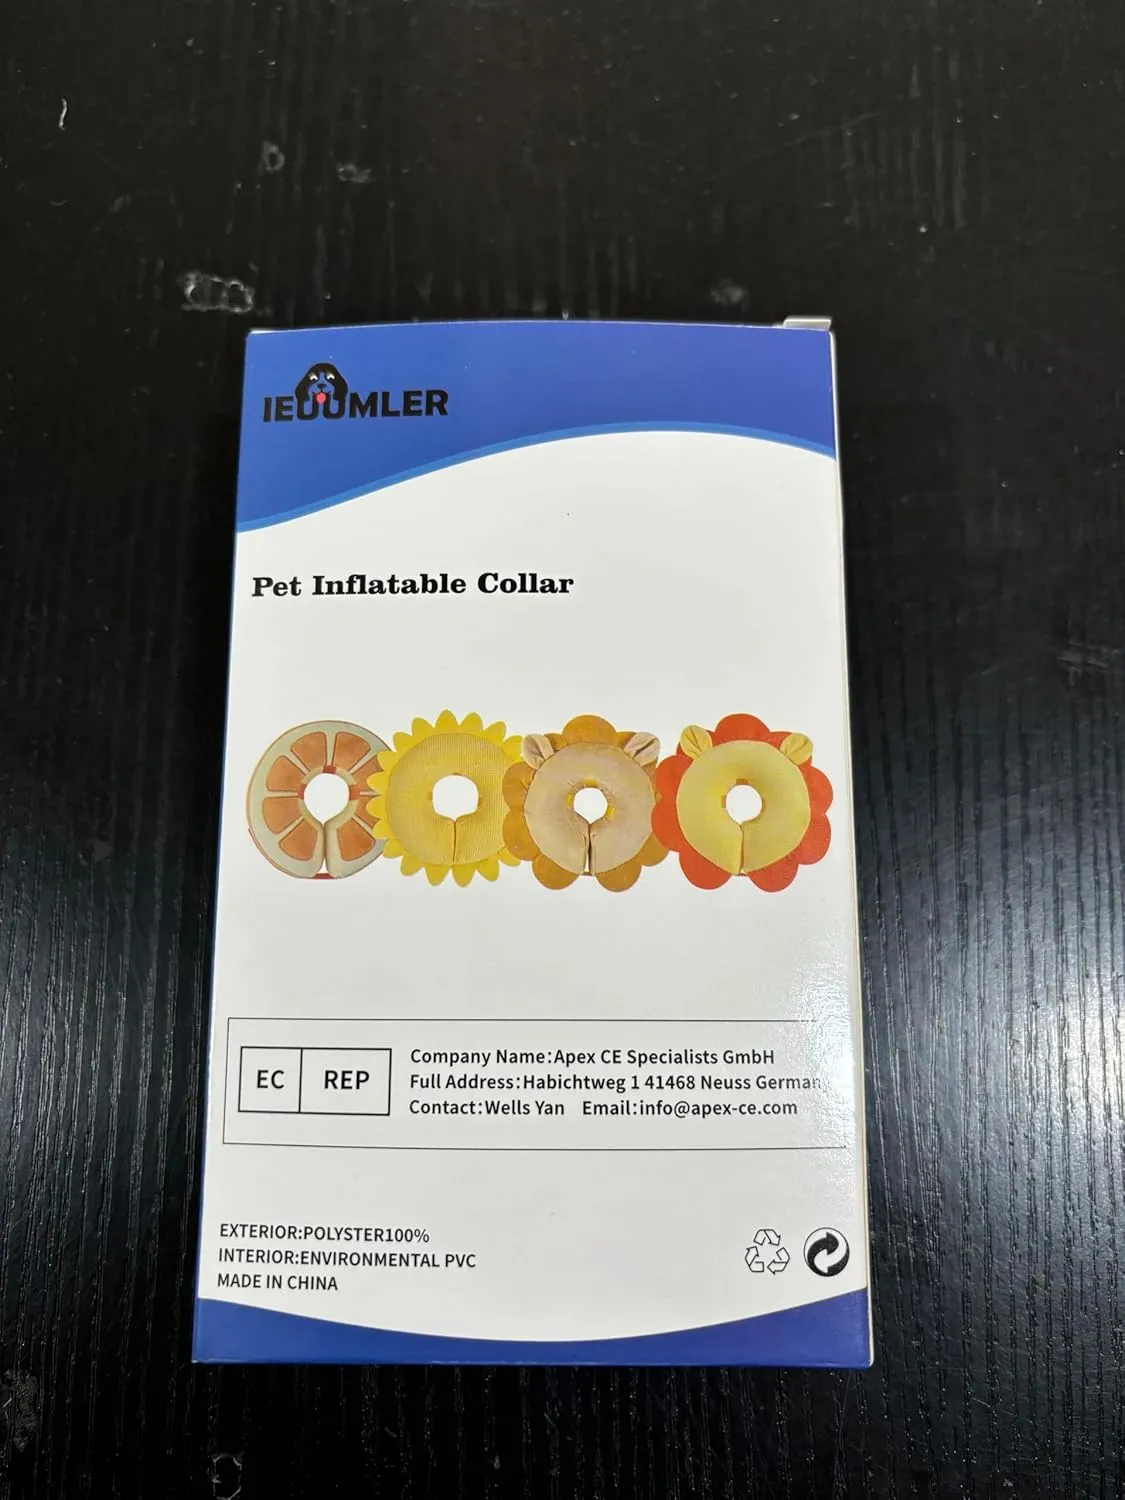 IEUUMLER
Pet Inflatable Collar
EC REP
Company Name:Apex CE Specialists GmbH
Full Address:Habichtweg 1 41468 Neuss Germany
Contact:Wells Yan Email:info@apex-ce.com
EXTERIOR:POLYSTER100%
INTERIOR:ENVIRONMENTAL PVC
MADE IN CHINA